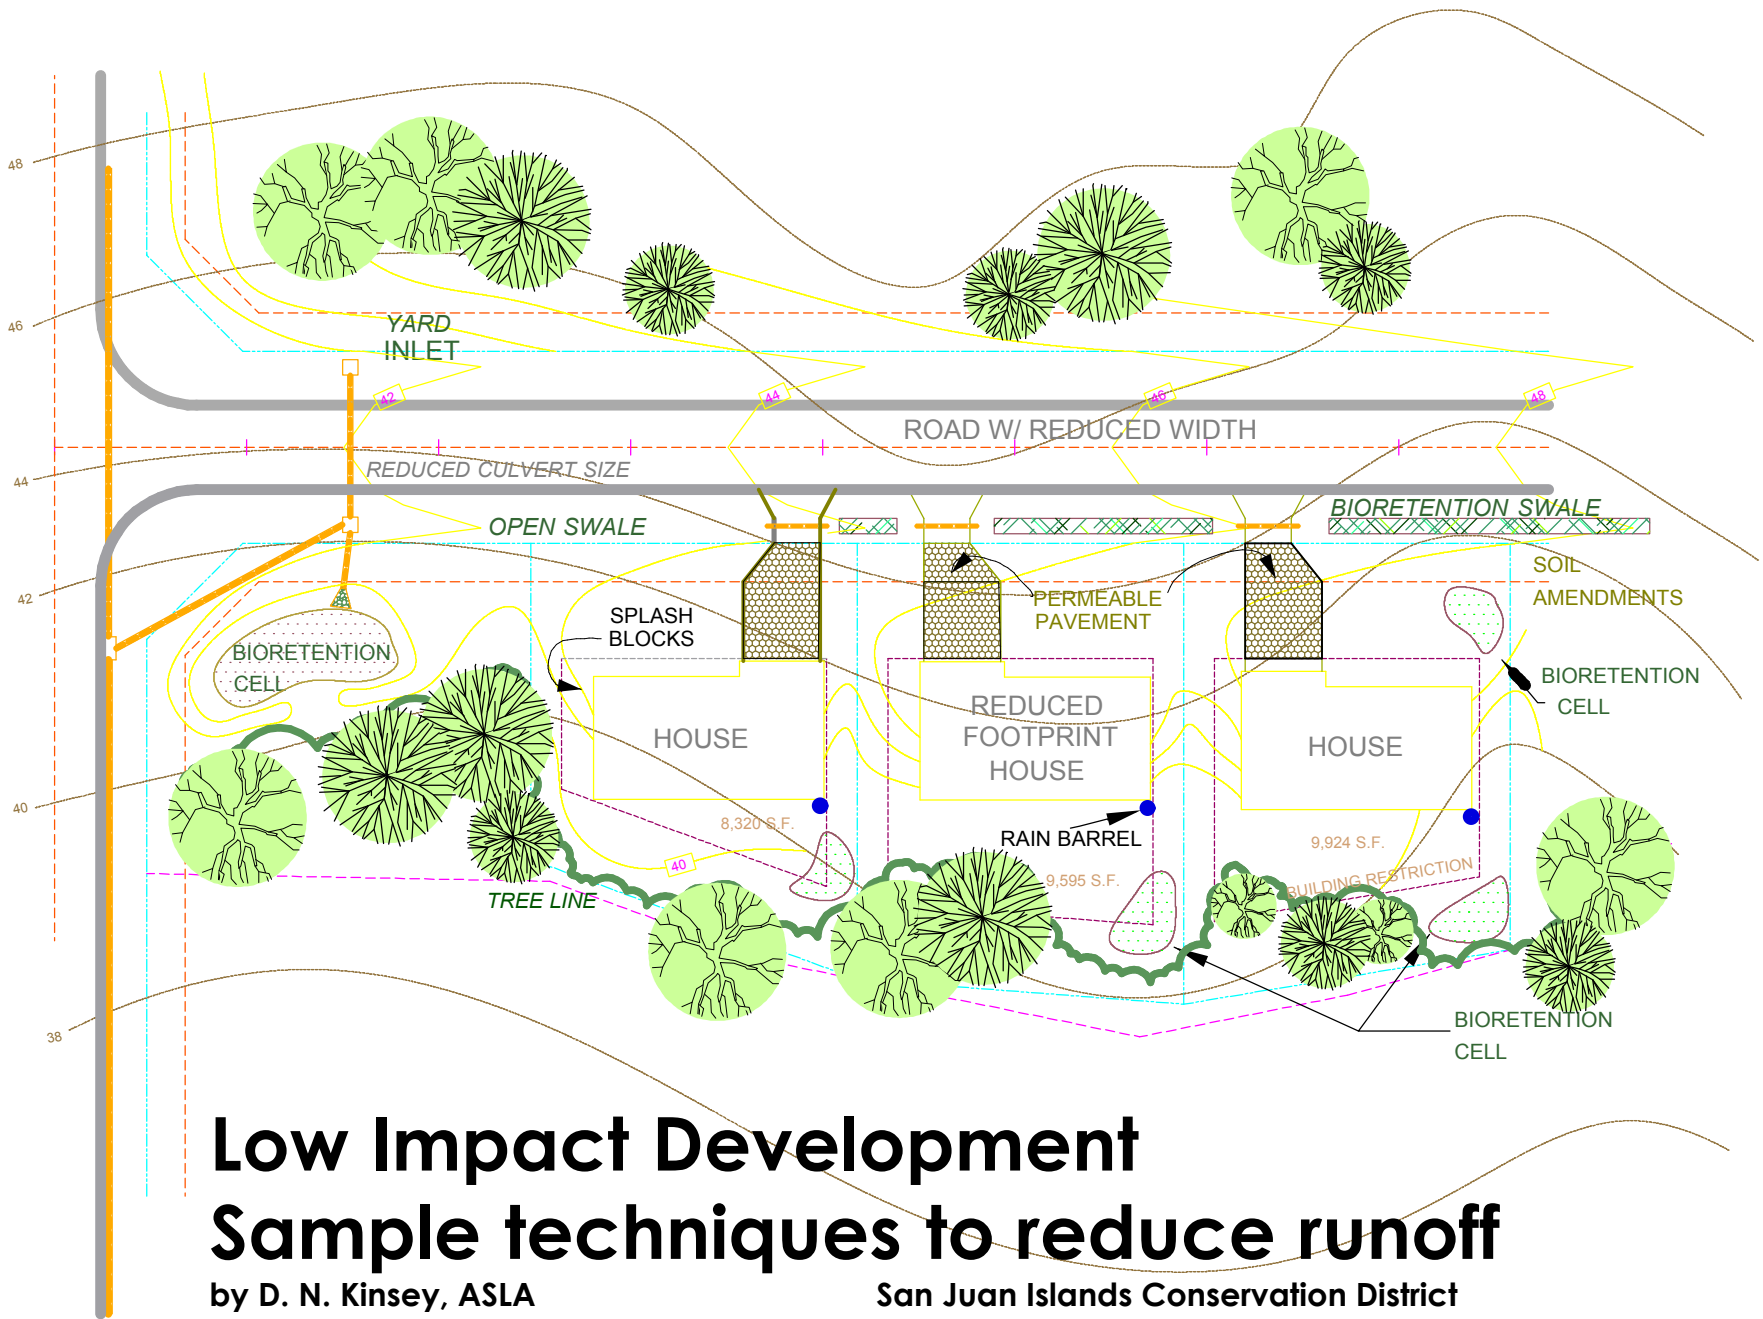 48
46
YARD
INLET
42
44
46
48
ROAD W/ REDUCED WIDTH
REDUCED CULVERT SIZE
44
OPEN SWALE
BIORETENTION SWALE
SOIL
AMENDMENTS
42
SPLASH
BLOCKS
PERMEABLE
PAVEMENT
BIORETENTION
CELL
BIORETENTION
CELL
HOUSE
REDUCED
FOOTPRINT
HOUSE
HOUSE
40
8,320 S.F.
RAIN BARREL
9,924 S.F.
40
9,595 S.F.
BUILDING RESTRICTION
TREE LINE
BIORETENTION
CELL
38
Low Impact Development
Sample techniques to reduce runoff
by D. N. Kinsey, ASLA
San Juan Islands Conservation District